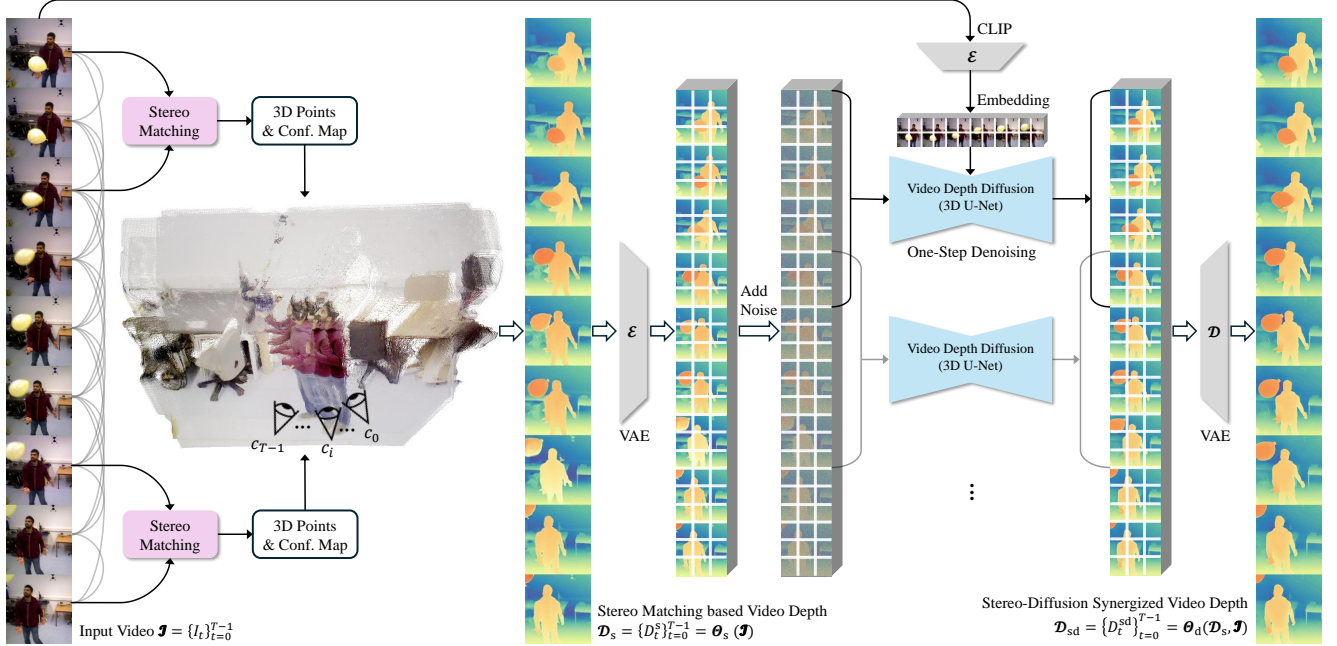 CLIP
ℰ
Embedding
Stereo
Matching
3D Points
& Conf. Map
Video Depth Diffusion
(3D U-Net)
One-Step Denoising
Add
Noise
ℰ
VAE
Video Depth Diffusion
(3D U-Net)
𝒟
VAE
c_{T−1} ... c_i ... c_0
Stereo
Matching
3D Points
& Conf. Map
⋮
Input Video 𝓘 = {I_t}_{t=0}^{T−1}
Stereo Matching based Video Depth
𝓓_s = {D_t^s}_{t=0}^{T−1} = 𝜣_s (𝓘)
Stereo-Diffusion Synergized Video Depth
𝓓_sd = {D_t^sd}_{t=0}^{T−1} = 𝜣_d(𝓓_s, 𝓘)